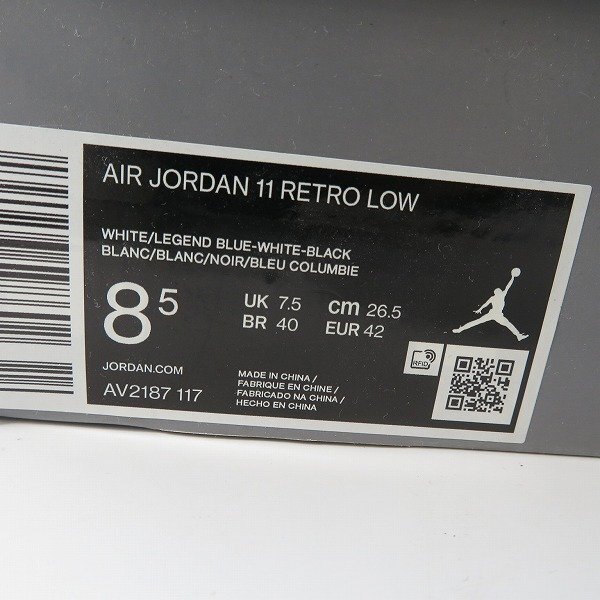 AIR JORDAN 11 RETRO LOW
WHITE/LEGEND BLUE-WHITE-BLACK
BLANC/BLANC/NOIR/BLEU COLUMBIE
8 5
UK 7.5 cm 26.5
BR 40 EUR 42
JORDAN.COM
AV2187 117
MADE IN CHINA /
FABRIQUE EN CHINE /
FABRICADO NA CHINA /
HECHO EN CHINA
RFID